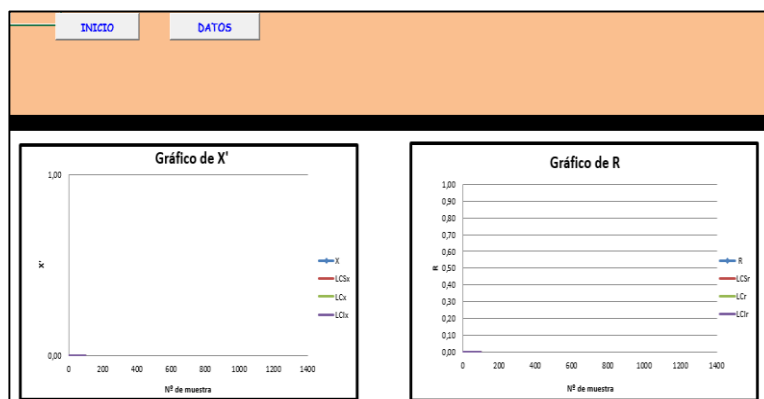 INICIO
DATOS
Gráfico de X'
1,00
0,00
X'
0 200 400 600 800 1000 1200 1400
Nº de muestra
X
LCSx
LCx
LCIx
Gráfico de R
1,00
0,90
0,80
0,70
0,60
0,50
0,40
0,30
0,20
0,10
0,00
R
0 200 400 600 800 1000 1200 1400
Nº de muestra
R
LCSr
LCr
LCIr